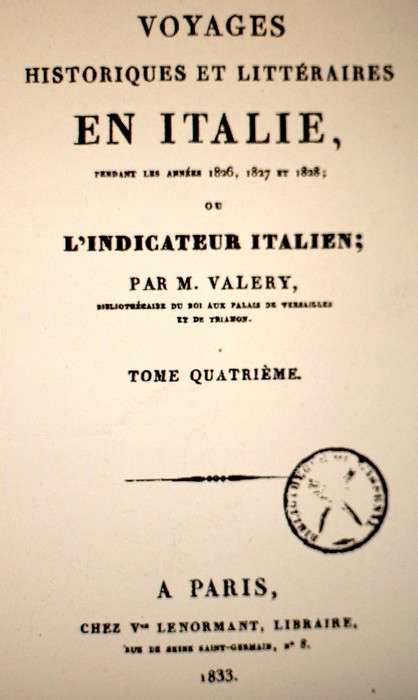 VOYAGES
HISTORIQUES ET LITTÉRAIRES
EN ITALIE,
PENDANT LES ANNÉES 1826, 1827 ET 1828;
OU
L'INDICATEUR ITALIEN;
PAR M. VALERY,
BIBLIOTHÉCAIRE DU ROI AUX PALAIS DE VERSAILLES
ET DE TRIANON.
TOME QUATRIÈME.
A PARIS,
CHEZ Vve LENORMANT, LIBRAIRE,
RUE DE SEINE SAINT-GERMAIN, N° 8.
1833.